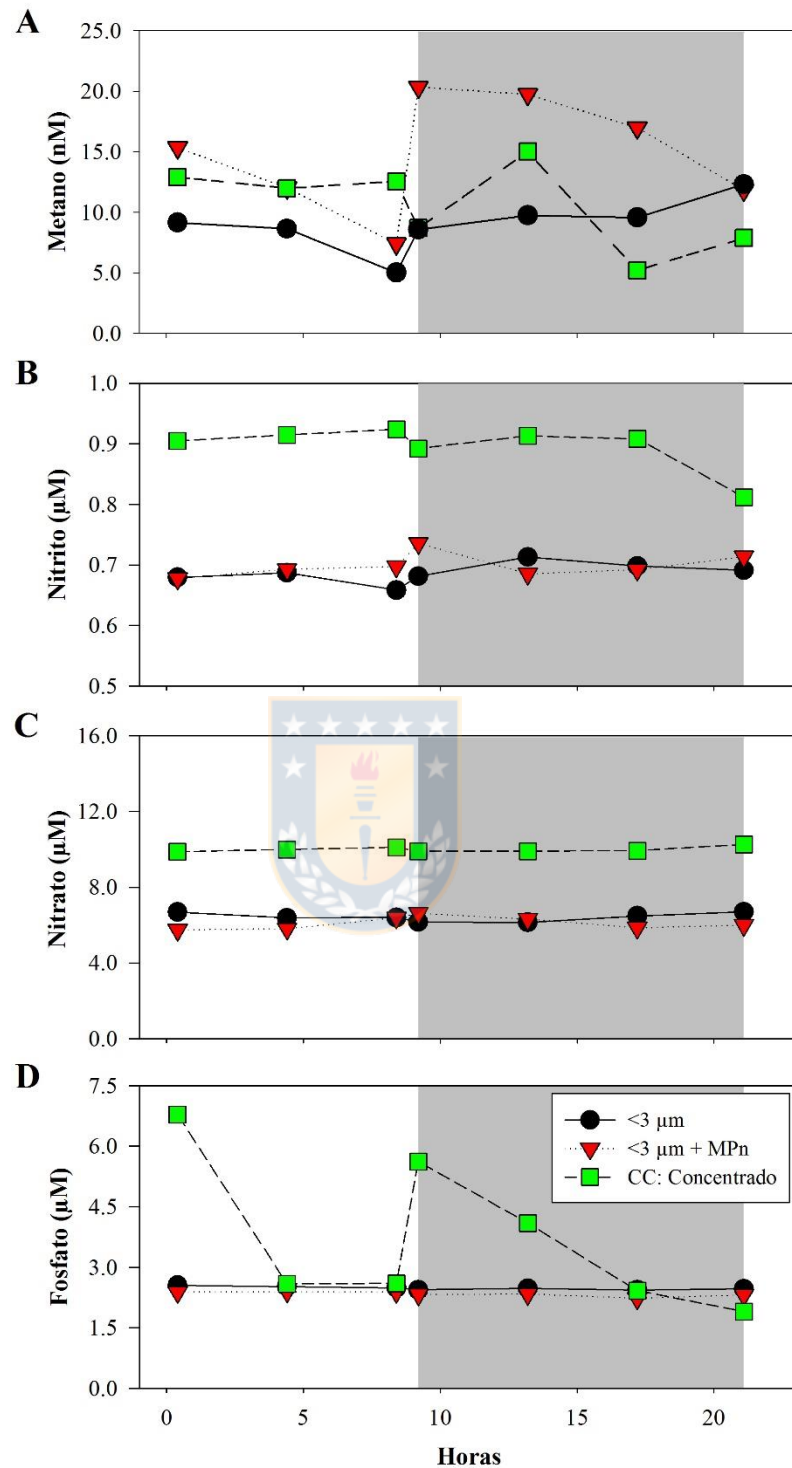 A
Metano (nM)
25.0
20.0
15.0
10.0
5.0
0.0
B
Nitrito (µM)
1.0
0.9
0.8
0.7
0.6
0.5
C
Nitrato (µM)
16.0
12.0
8.0
4.0
0.0
D
Fosfato (µM)
7.5
6.0
4.5
3.0
1.5
0.0
<3 µm
<3 µm + MPn
CC: Concentrado
0 5 10 15 20
Horas